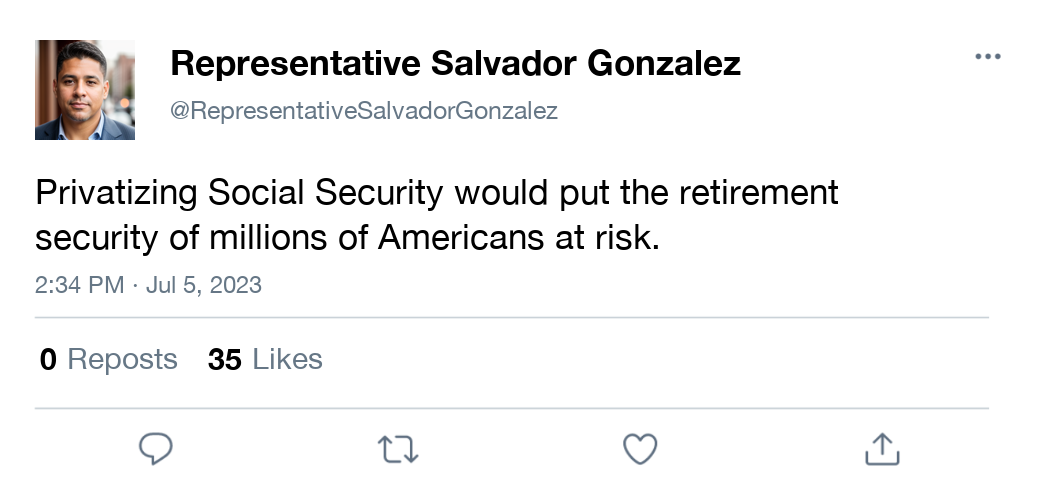 Representative Salvador Gonzalez
@RepresentativeSalvadorGonzalez
Privatizing Social Security would put the retirement
security of millions of Americans at risk.
2:34 PM · Jul 5, 2023
0 Reposts 35 Likes